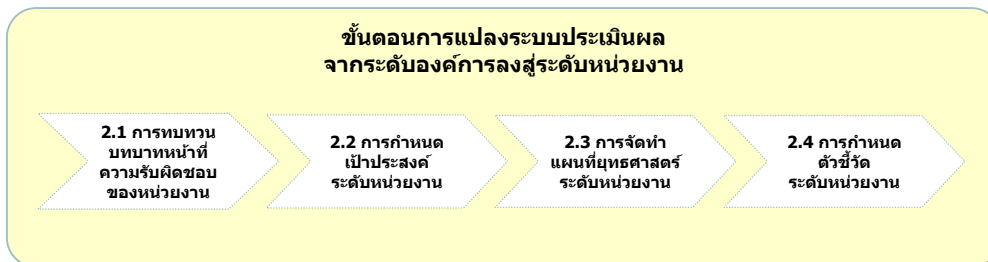 ขั้นตอนการแปลงระบบประเมินผล
จากระดับองค์การลงสู่ระดับหน่วยงาน
2.1 การทบทวน
บทบาทหน้าที่
ความรับผิดชอบ
ของหน่วยงาน
2.2 การกำหนด
เป้าประสงค์
ระดับหน่วยงาน
2.3 การจัดทำ
แผนที่ยุทธศาสตร์
ระดับหน่วยงาน
2.4 การกำหนด
ตัวชี้วัด
ระดับหน่วยงาน